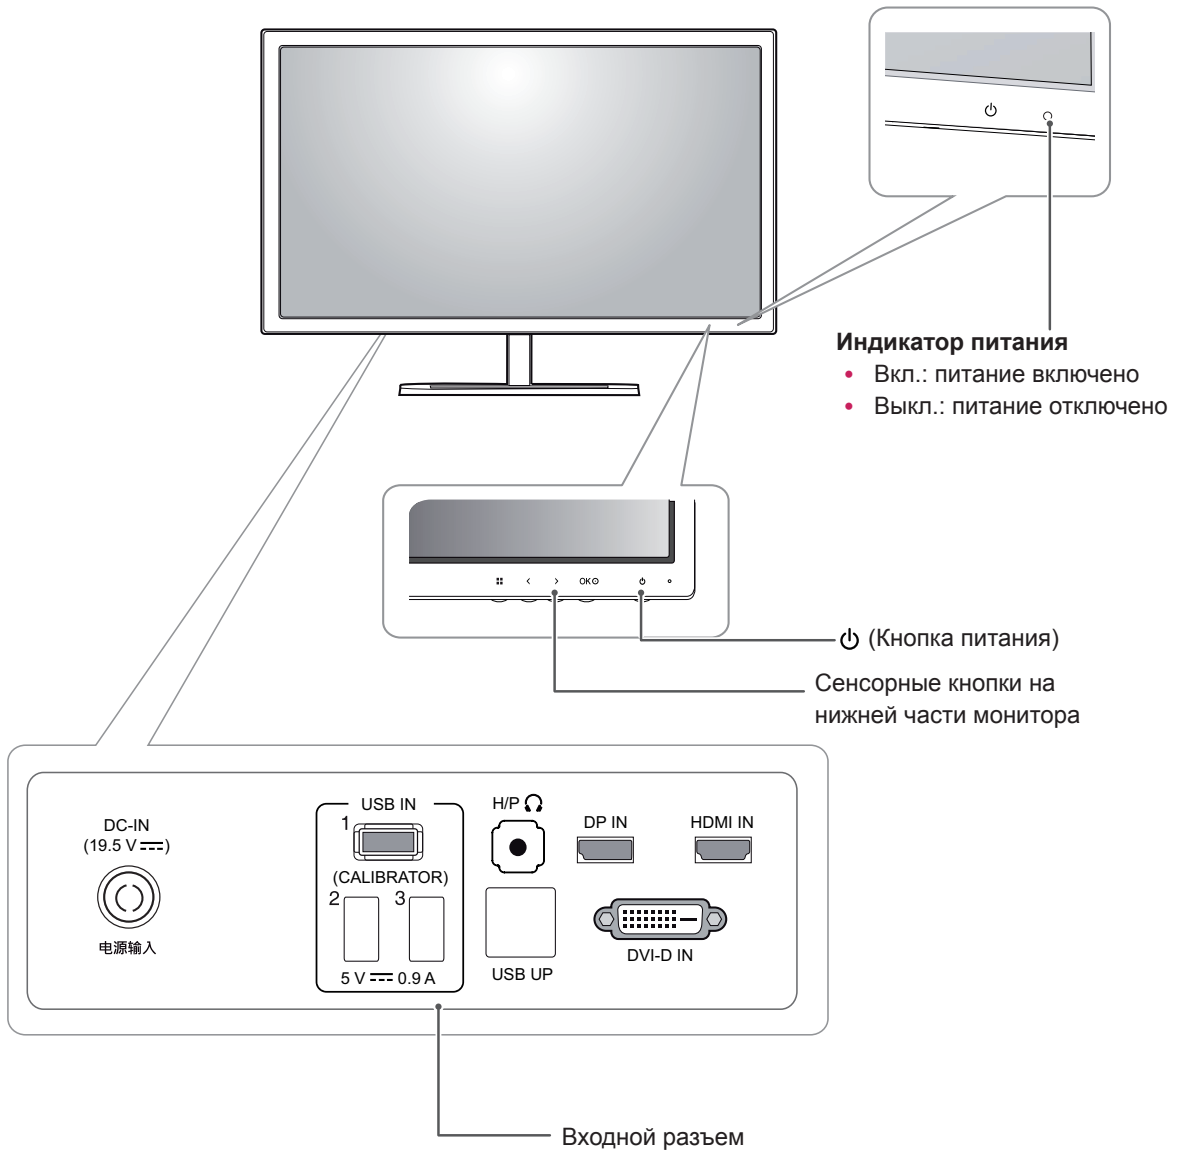 Индикатор питания
• Вкл.: питание включено
• Выкл.: питание отключено
OK
(Кнопка питания)
Сенсорные кнопки на
нижней части монитора
DC-IN
(19.5 V ⎓)
电源输入
USB IN
1
(CALIBRATOR)
2 3
5 V ⎓ 0.9 A
H/P
USB UP
DP IN
HDMI IN
DVI-D IN
Входной разъем